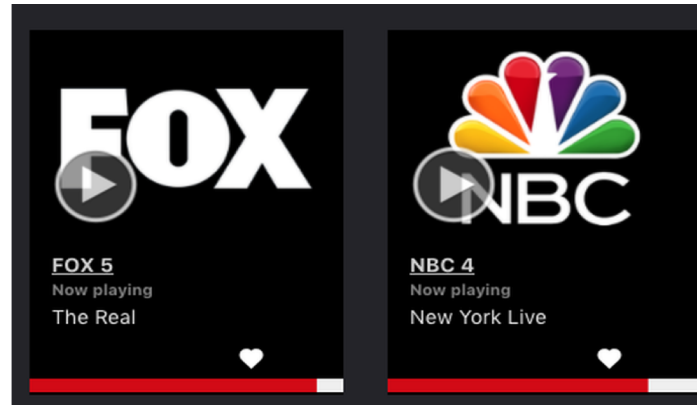 FOX
FOX 5
Now playing
The Real
NBC
NBC 4
Now playing
New York Live